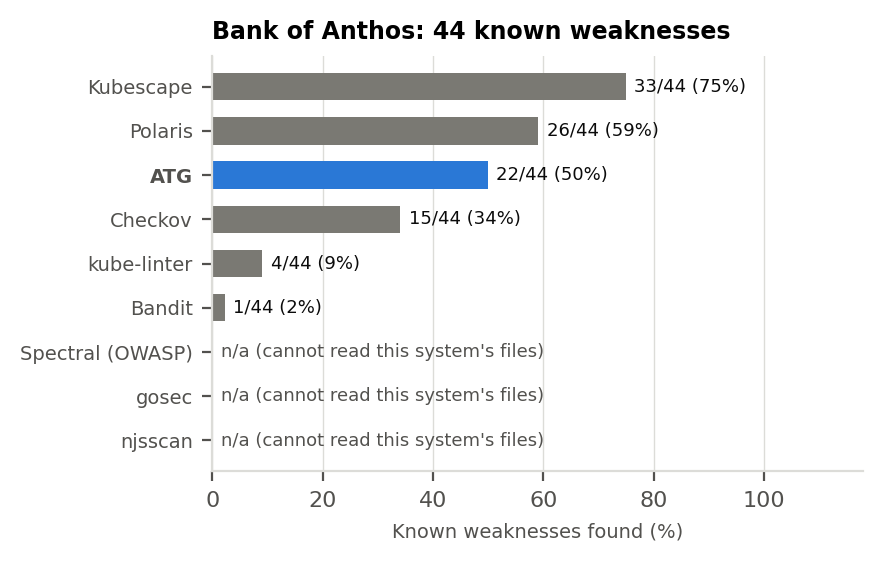 Bank of Anthos: 44 known weaknesses
Kubescape 33/44 (75%)
Polaris 26/44 (59%)
ATG 22/44 (50%)
Checkov 15/44 (34%)
kube-linter 4/44 (9%)
Bandit 1/44 (2%)
Spectral (OWASP) n/a (cannot read this system's files)
gosec n/a (cannot read this system's files)
njsscan n/a (cannot read this system's files)
0 20 40 60 80 100
Known weaknesses found (%)